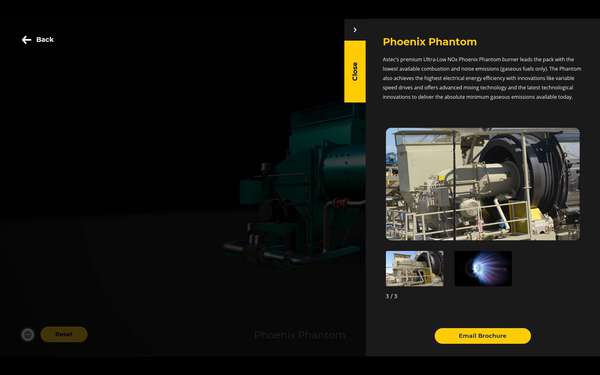 Back
Close
Phoenix Phantom
Astec's premium Ultra-Low NOx Phoenix Phantom burner leads the pack with the
lowest available combustion and noise emissions (gaseous fuels only). The Phantom
also achieves the highest electrical energy efficiency with innovations like variable
speed drives and offers advanced mixing technology and the latest technological
innovations to deliver the absolute minimum gaseous emissions available today.
3 / 3
Reset
Phoenix Phantom
Email Brochure